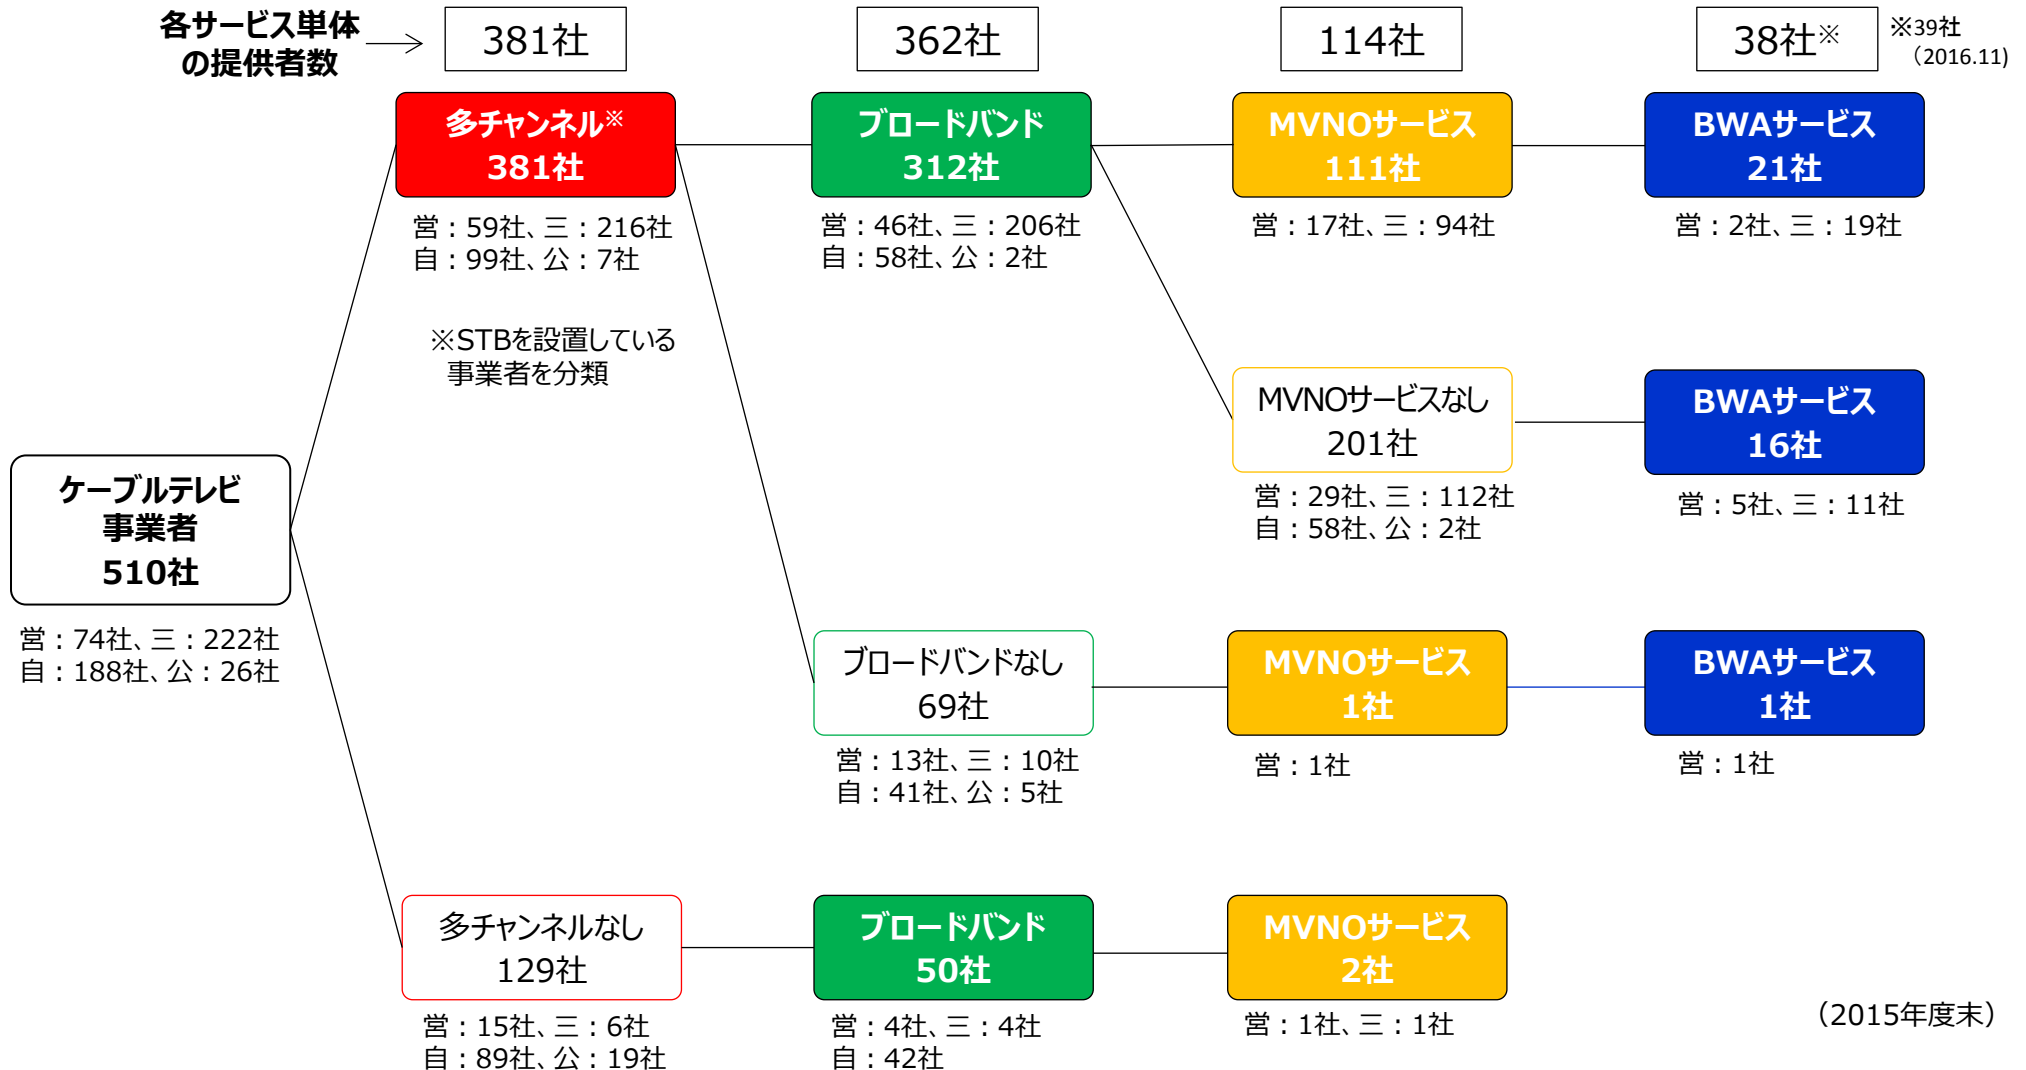 各サービス単体
の提供者数
381社
362社
114社
38社※
※39社
（2016.11)
多チャンネル※
381社
営：59社、三：216社
自：99社、公：7社
※STBを設置している
事業者を分類
ブロードバンド
312社
営：46社、三：206社
自：58社、公：2社
MVNOサービス
111社
営：17社、三：94社
BWAサービス
21社
営：2社、三：19社
MVNOサービスなし
201社
営：29社、三：112社
自：58社、公：2社
BWAサービス
16社
営：5社、三：11社
ケーブルテレビ
事業者
510社
営：74社、三：222社
自：188社、公：26社
ブロードバンドなし
69社
営：13社、三：10社
自：41社、公：5社
MVNOサービス
1社
営：1社
BWAサービス
1社
営：1社
多チャンネルなし
129社
営：15社、三：6社
自：89社、公：19社
ブロードバンド
50社
営：4社、三：4社
自：42社
MVNOサービス
2社
営：1社、三：1社
（2015年度末）